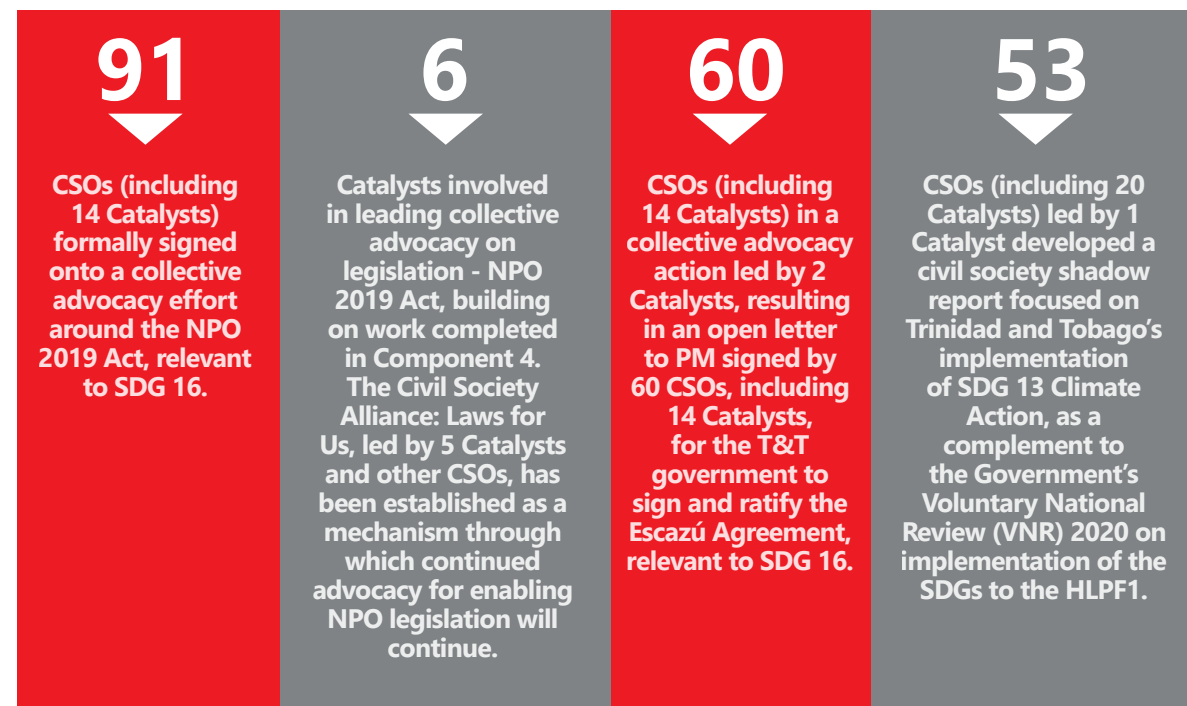 91
CSOs (including
14 Catalysts)
formally signed
onto a collective
advocacy effort
around the NPO
2019 Act, relevant
to SDG 16.
6
Catalysts involved
in leading collective
advocacy on
legislation - NPO
2019 Act, building
on work completed
in Component 4.
The Civil Society
Alliance: Laws for
Us, led by 5 Catalysts
and other CSOs, has
been established as a
mechanism through
which continued
advocacy for enabling
NPO legislation will
continue.
60
CSOs (including
14 Catalysts) in a
collective advocacy
action led by 2
Catalysts, resulting
in an open letter
to PM signed by
60 CSOs, including
14 Catalysts,
for the T&T
government to
sign and ratify the
Escazú Agreement,
relevant to SDG 16.
53
CSOs (including 20
Catalysts) led by 1
Catalyst developed a
civil society shadow
report focused on
Trinidad and Tobago’s
implementation
of SDG 13 Climate
Action, as a
complement to
the Government’s
Voluntary National
Review (VNR) 2020 on
implementation of the
SDGs to the HLPF1.